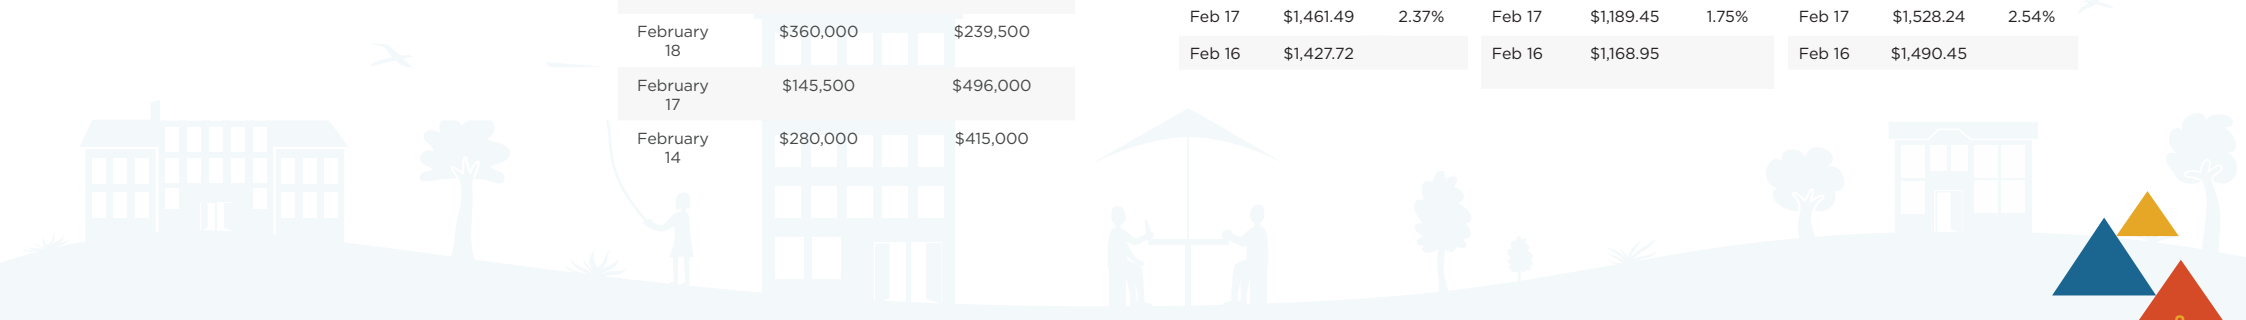 February $360,000 $239,500
18
February $145,500 $496,000
17
February $280,000 $415,000
14
Feb 17 $1,461.49 2.37%
Feb 16 $1,427.72
Feb 17 $1,189.45 1.75%
Feb 16 $1,168.95
Feb 17 $1,528.24 2.54%
Feb 16 $1,490.45